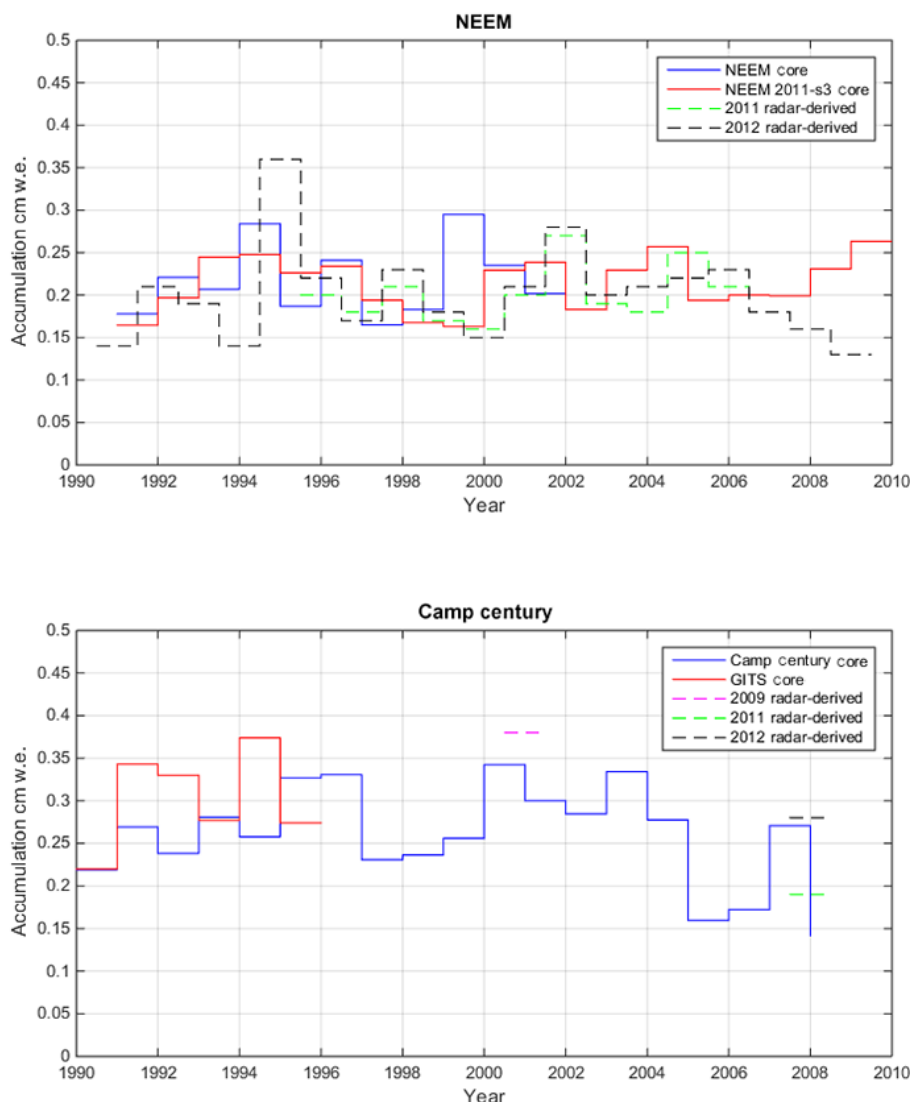 NEEM
0.5
0.45
0.4
0.35
0.3
0.25
0.2
0.15
0.1
0.05
0
Accumulation cm w.e.
NEEM core
NEEM 2011-s3 core
2011 radar-derived
2012 radar-derived
1990 1992 1994 1996 1998 2000 2002 2004 2006 2008 2010
Year
Camp century
0.5
0.45
0.4
0.35
0.3
0.25
0.2
0.15
0.1
0.05
0
Accumulation cm w.e.
Camp century core
GITS core
2009 radar-derived
2011 radar-derived
2012 radar-derived
1990 1992 1994 1996 1998 2000 2002 2004 2006 2008 2010
Year